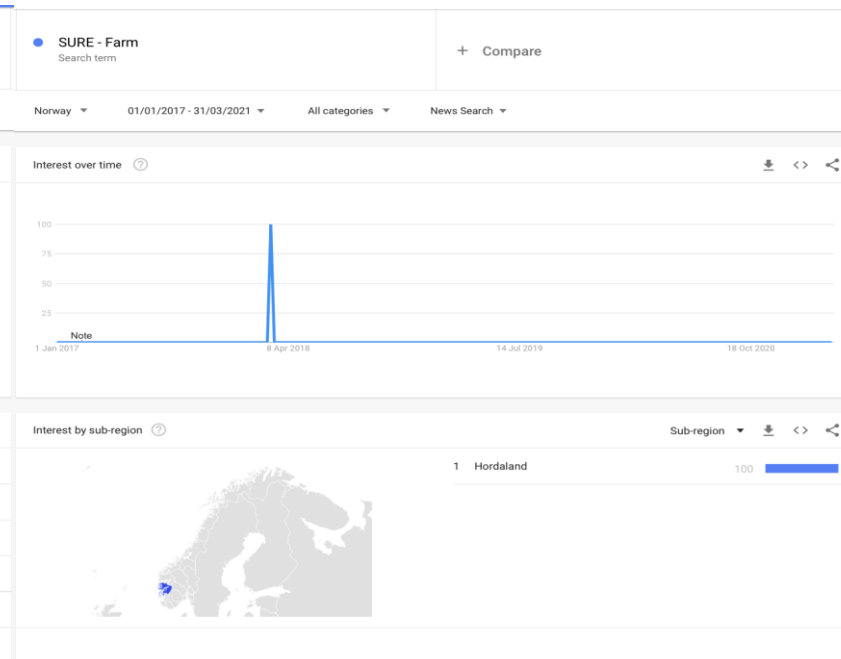 SURE - Farm
Search term
+ Compare
Norway 01/01/2017 - 31/03/2021 All categories News Search
Interest over time ?
100
75
50
25
Note
1 Jan 2017 8 Apr 2018 14 Jul 2019 18 Oct 2020
Interest by sub-region ? Sub-region
1 Hordaland 100